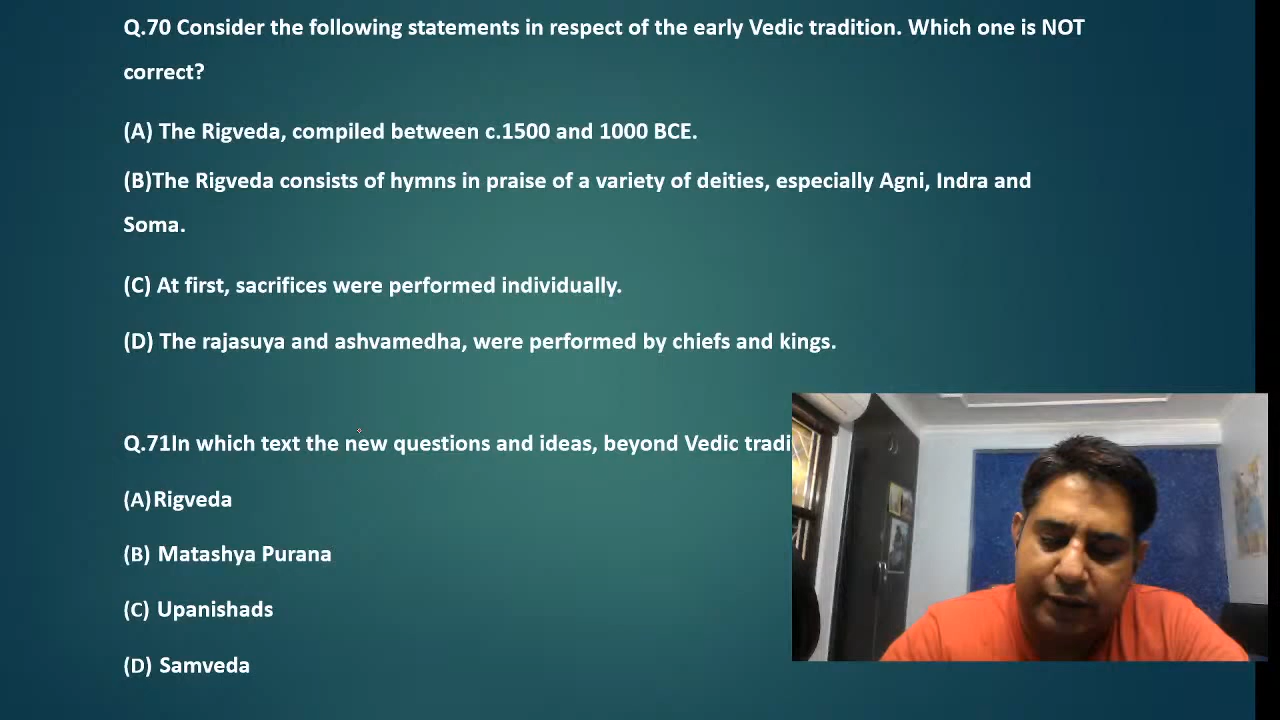 Q.70 Consider the following statements in respect of the early Vedic tradition. Which one is NOT
correct?
(A) The Rigveda, compiled between c.1500 and 1000 BCE.
(B)The Rigveda consists of hymns in praise of a variety of deities, especially Agni, Indra and
Soma.
(C) At first, sacrifices were performed individually.
(D) The rajasuya and ashvamedha, were performed by chiefs and kings.
Q.71In which text the new questions and ideas, beyond Vedic
(A)Rigveda
(B) Matashya Purana
(C) Upanishads
(D) Samveda